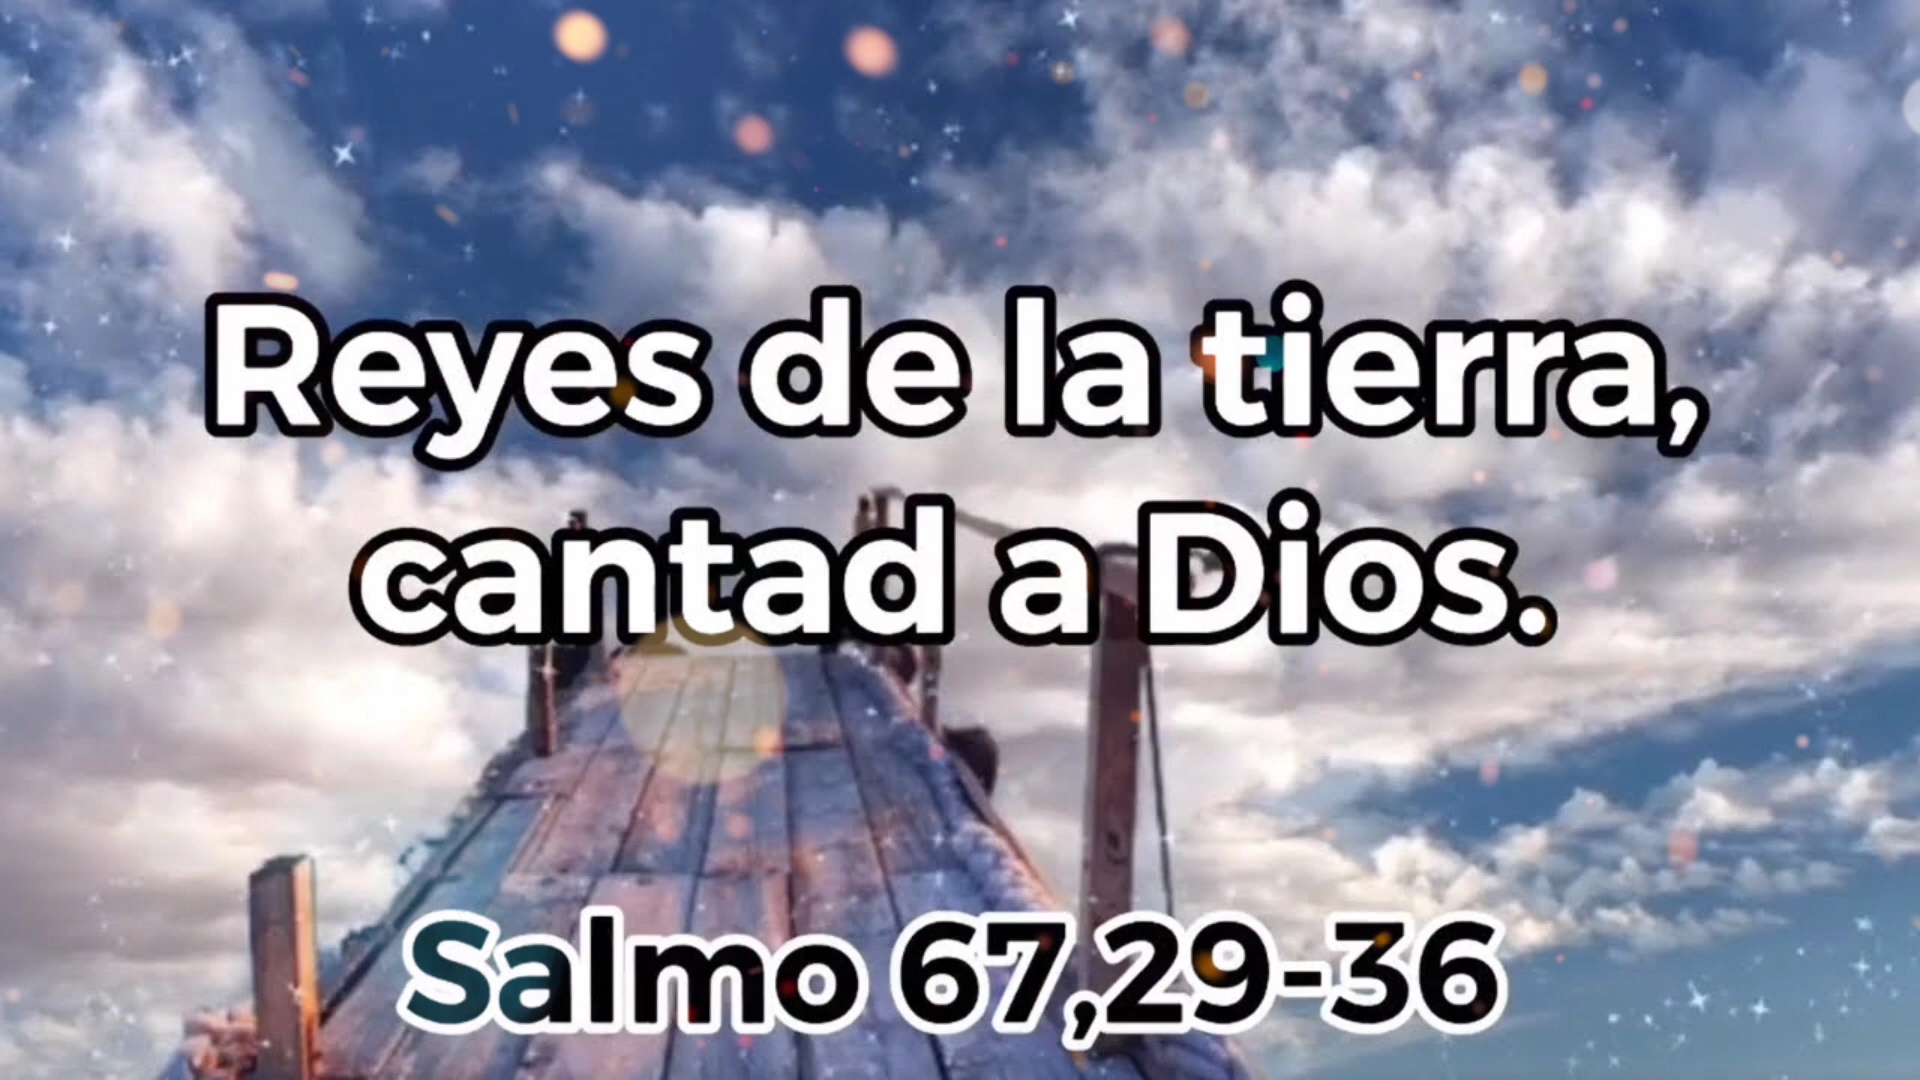 Reyes de la tierra,
cantad a Dios.
Salmo 67,29-36